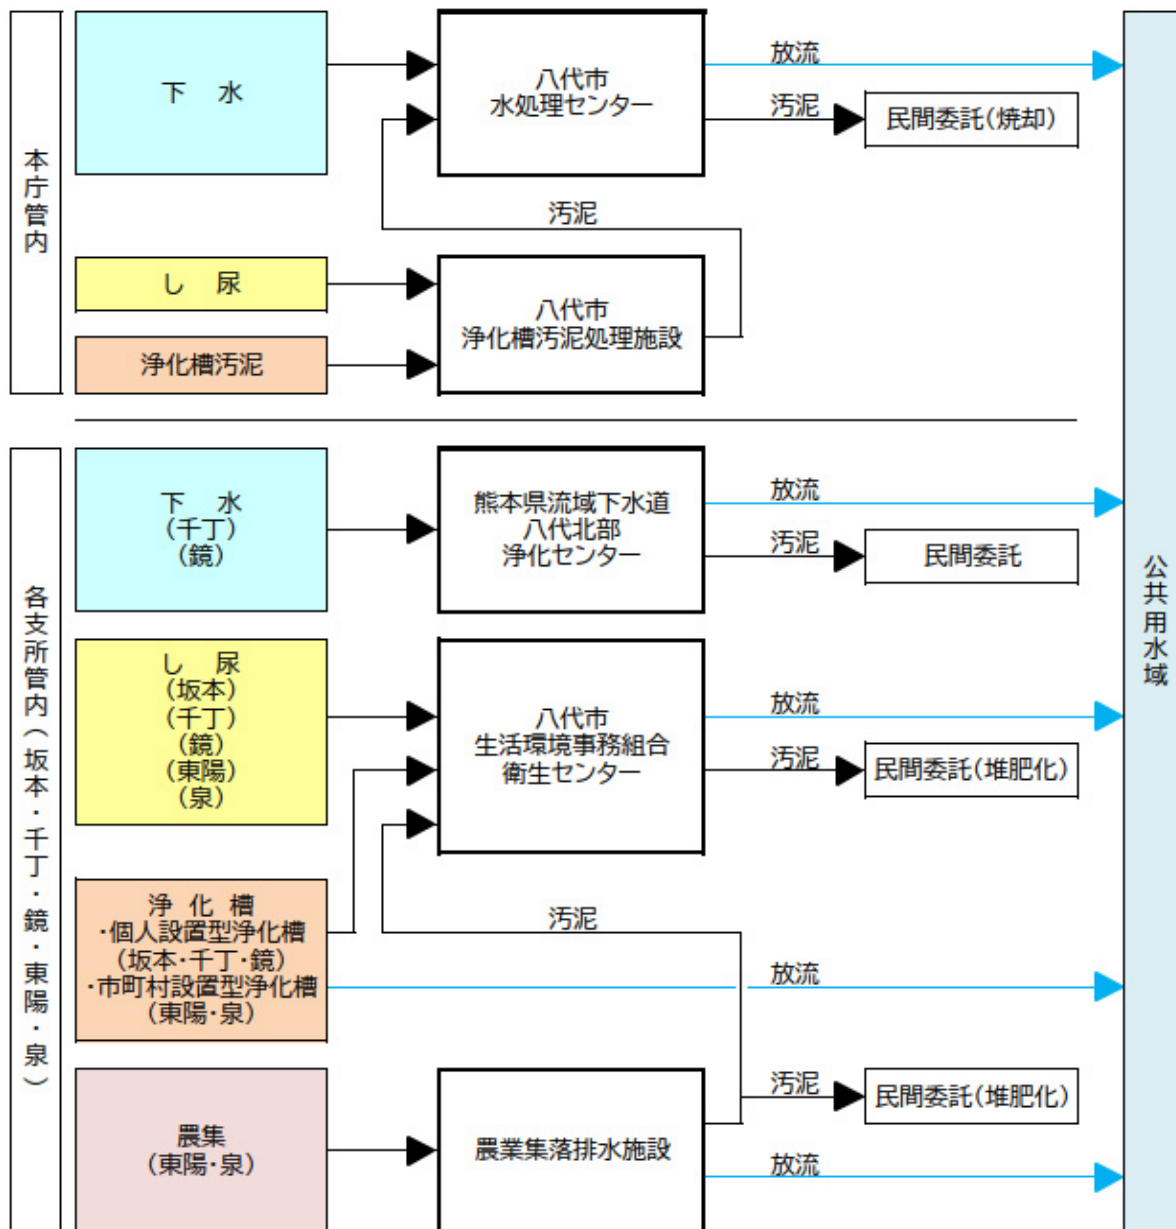 本庁管内
下 水
八代市
水処理センター
放流
汚泥
民間委託(焼却)
汚泥
し 尿
浄化槽汚泥
八代市
浄化槽汚泥処理施設
公共用水域
各支所管内(坂本・千丁・鏡・東陽・泉)
下 水
(千丁)
(鏡)
熊本県流域下水道
八代北部
浄化センター
放流
汚泥
民間委託
し 尿
(坂本)
(千丁)
(鏡)
(東陽)
(泉)
八代市
生活環境事務組合
衛生センター
放流
汚泥
民間委託(堆肥化)
浄 化 槽
・個人設置型浄化槽
(坂本・千丁・鏡)
・市町村設置型浄化槽
(東陽・泉)
汚泥
放流
農集
(東陽・泉)
農業集落排水施設
汚泥
民間委託(堆肥化)
放流